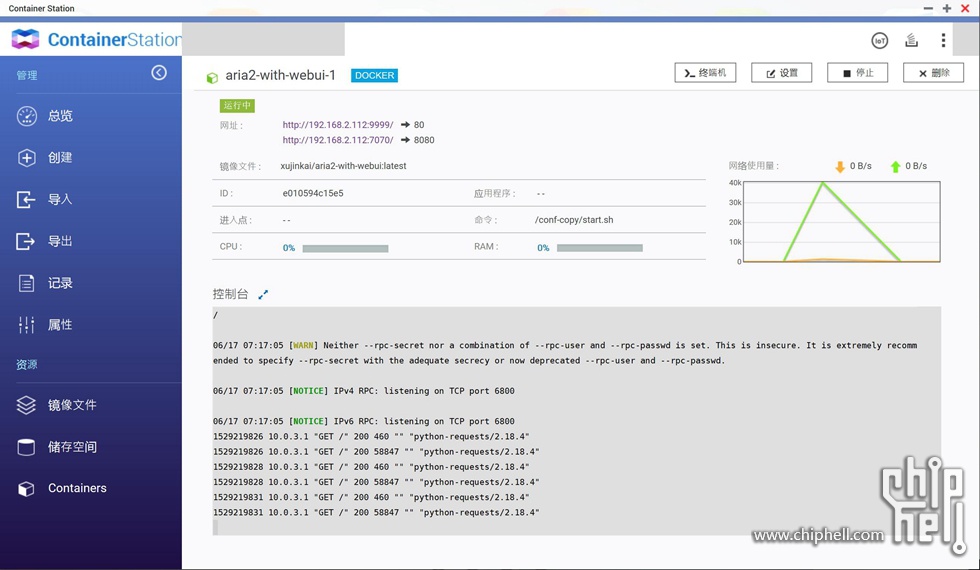 Container Station
ContainerStation
IoT
管理
aria2-with-webui-1 DOCKER
终端机 设置 停止 删除
总览
创建
导入
导出
记录
属性
资源
镜像文件
储存空间
Containers
运行中
网址 : http://192.168.2.112:9999/ ➔ 80
http://192.168.2.112:7070/ ➔ 8080
镜像文件 : xujinkai/aria2-with-webui:latest
ID : e010594c15e5 应用程序 : --
进入点 : -- 命令 : /conf-copy/start.sh
CPU : 0% RAM : 0%
网络使用量 : 0 B/s 0 B/s
40k
30k
20k
10k
0
控制台
/
06/17 07:17:05 [WARN] Neither --rpc-secret nor a combination of --rpc-user and --rpc-passwd is set. This is insecure. It is extremely recomm
ended to specify --rpc-secret with the adequate secrecy or now deprecated --rpc-user and --rpc-passwd.
06/17 07:17:05 [NOTICE] IPv4 RPC: listening on TCP port 6800
06/17 07:17:05 [NOTICE] IPv6 RPC: listening on TCP port 6800
1529219826 10.0.3.1 "GET /" 200 460 "" "python-requests/2.18.4"
1529219826 10.0.3.1 "GET /" 200 58847 "" "python-requests/2.18.4"
1529219828 10.0.3.1 "GET /" 200 460 "" "python-requests/2.18.4"
1529219828 10.0.3.1 "GET /" 200 58847 "" "python-requests/2.18.4"
1529219831 10.0.3.1 "GET /" 200 460 "" "python-requests/2.18.4"
1529219831 10.0.3.1 "GET /" 200 58847 "" "python-requests/2.18.4"
chip
hell
www.chiphell.com